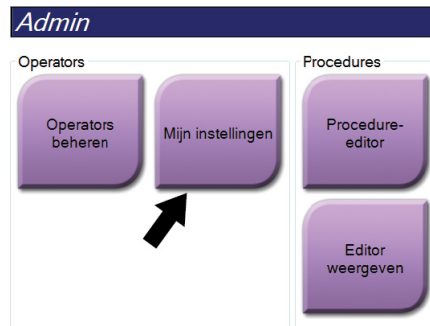 Admin
Operators
Procedures
Operators
beheren
Mijn instellingen
Procedure-
editor
Editor
weergeven